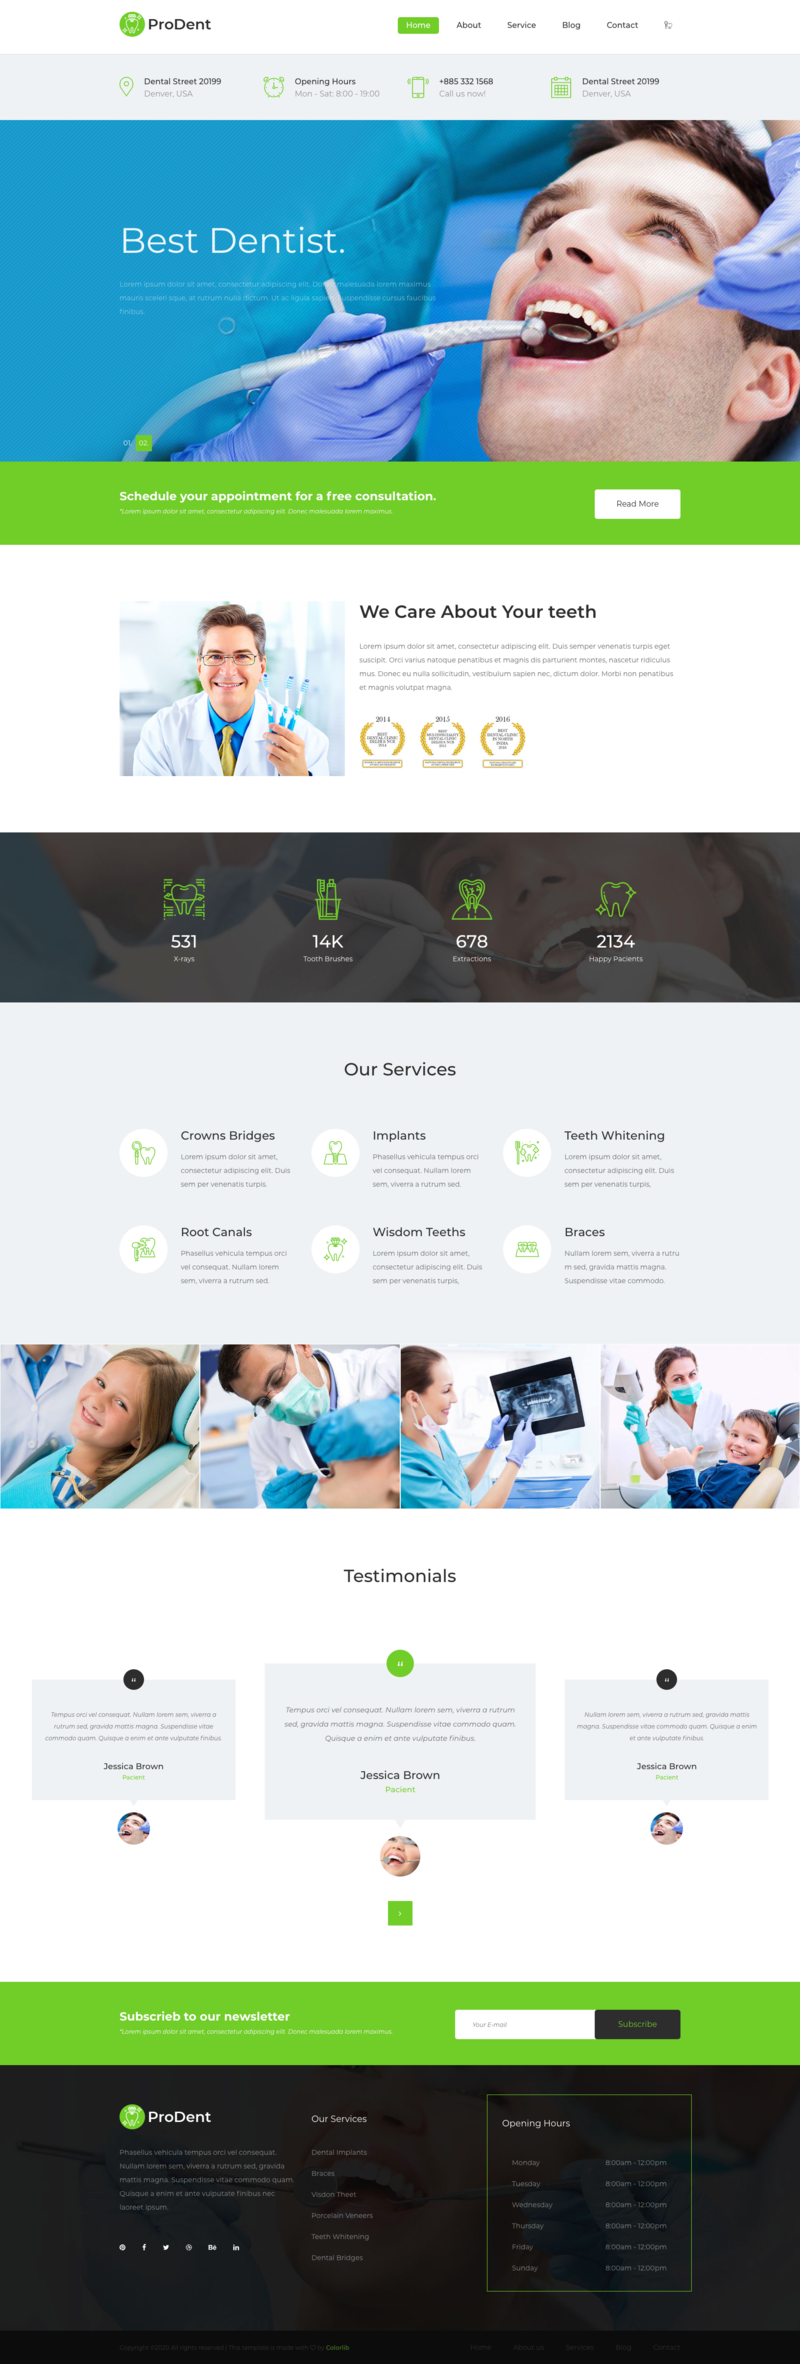 ProDent
Home About Service Blog Contact
Dental Street 20199
Denver, USA
Opening Hours
Mon - Sat: 8:00 - 19:00
+885 332 1568
Call us now!
Dental Street 20199
Denver, USA
Best Dentist.
Lorem ipsum dolor sit amet, consectetur adipiscing elit. Donec malesuada lorem maximus
mauris sceleri sque, at rutrum nulla dictum. Ut ac ligula sapien. Suspendisse cursus faucibus
finibus.
01. 02.
Schedule your appointment for a free consultation.
*Lorem ipsum dolor sit amet, consectetur adipiscing elit. Donec malesuada lorem maximus
Read More
We Care About Your teeth
Lorem ipsum dolor sit amet, consectetur adipiscing elit. Duis semper venenatis turpis eget
suscipit. Orci varius natoque penatibus et magnis dis parturient montes, nascetur ridiculus
mus. Donec eu nulla sollicitudin, vestibulum sapien nec, dictum dolor. Morbi non penatibus
et magnis volutpat magna.
2014
BEST
DENTAL CLINIC
DELHI & NCR
2014
2015
BEST
MULTISPECIALITY
DENTAL CLINIC
DELHI & NCR
2015
2016
BEST
DENTAL CLINIC
IN NORTH
INDIA
2016
531
X-rays
14K
Tooth Brushes
678
Extractions
2134
Happy Pacients
Our Services
Crowns Bridges
Lorem ipsum dolor sit amet,
consectetur adipiscing elit. Duis
sem per venenatis turpis.
Implants
Phasellus vehicula tempus orci
vel consequat. Nullam lorem
sem, viverra a rutrum sed.
Teeth Whitening
Lorem ipsum dolor sit amet,
consectetur adipiscing elit. Duis
sem per venenatis turpis,
Root Canals
Phasellus vehicula tempus orci
vel consequat. Nullam lorem
sem, viverra a rutrum sed.
Wisdom Teeths
Lorem ipsum dolor sit amet,
consectetur adipiscing elit. Duis
sem per venenatis turpis,
Braces
Nullam lorem sem, viverra a rutru
m sed, gravida mattis magna.
Suspendisse vitae commodo.
Testimonials
“
Tempus orci vel consequat. Nullam lorem sem, viverra a
rutrum sed, gravida mattis magna. Suspendisse vitae
commodo quam. Quisque a enim et ante vulputate finibus.
Jessica Brown
Pacient
“
Tempus orci vel consequat. Nullam lorem sem, viverra a rutrum
sed, gravida mattis magna. Suspendisse vitae commodo quam.
Quisque a enim et ante vulputate finibus.
Jessica Brown
Pacient
“
Nullam lorem sem, viverra a rutrum sed, gravida mattis
magna. Suspendisse vitae commodo quam. Quisque a enim
et ante vulputate finibus.
Jessica Brown
Pacient
Subscrieb to our newsletter
*Lorem ipsum dolor sit amet, consectetur adipiscing elit. Donec malesuada lorem maximus
Your E-mail
Subscribe
ProDent
Phasellus vehicula tempus orci vel consequat.
Nullam lorem sem, viverra a rutrum sed, gravida
mattis magna. Suspendisse vitae commodo quam.
Quisque a enim et ante vulputate finibus nec
laoreet ipsum.
Bē
Our Services
Dental Implants
Braces
Visdon Theet
Porcelain Veneers
Teeth Whitening
Dental Bridges
Opening Hours
Monday 8:00am - 12:00pm
Tuesday 8:00am - 12:00pm
Wednesday 8:00am - 12:00pm
Thursday 8:00am - 12:00pm
Friday 8:00am - 12:00pm
Sunday 8:00am - 12:00pm
Copyright ©2020 All rights reserved | This template is made with ♡ by Colorlib
Home About us Services Blog Contact